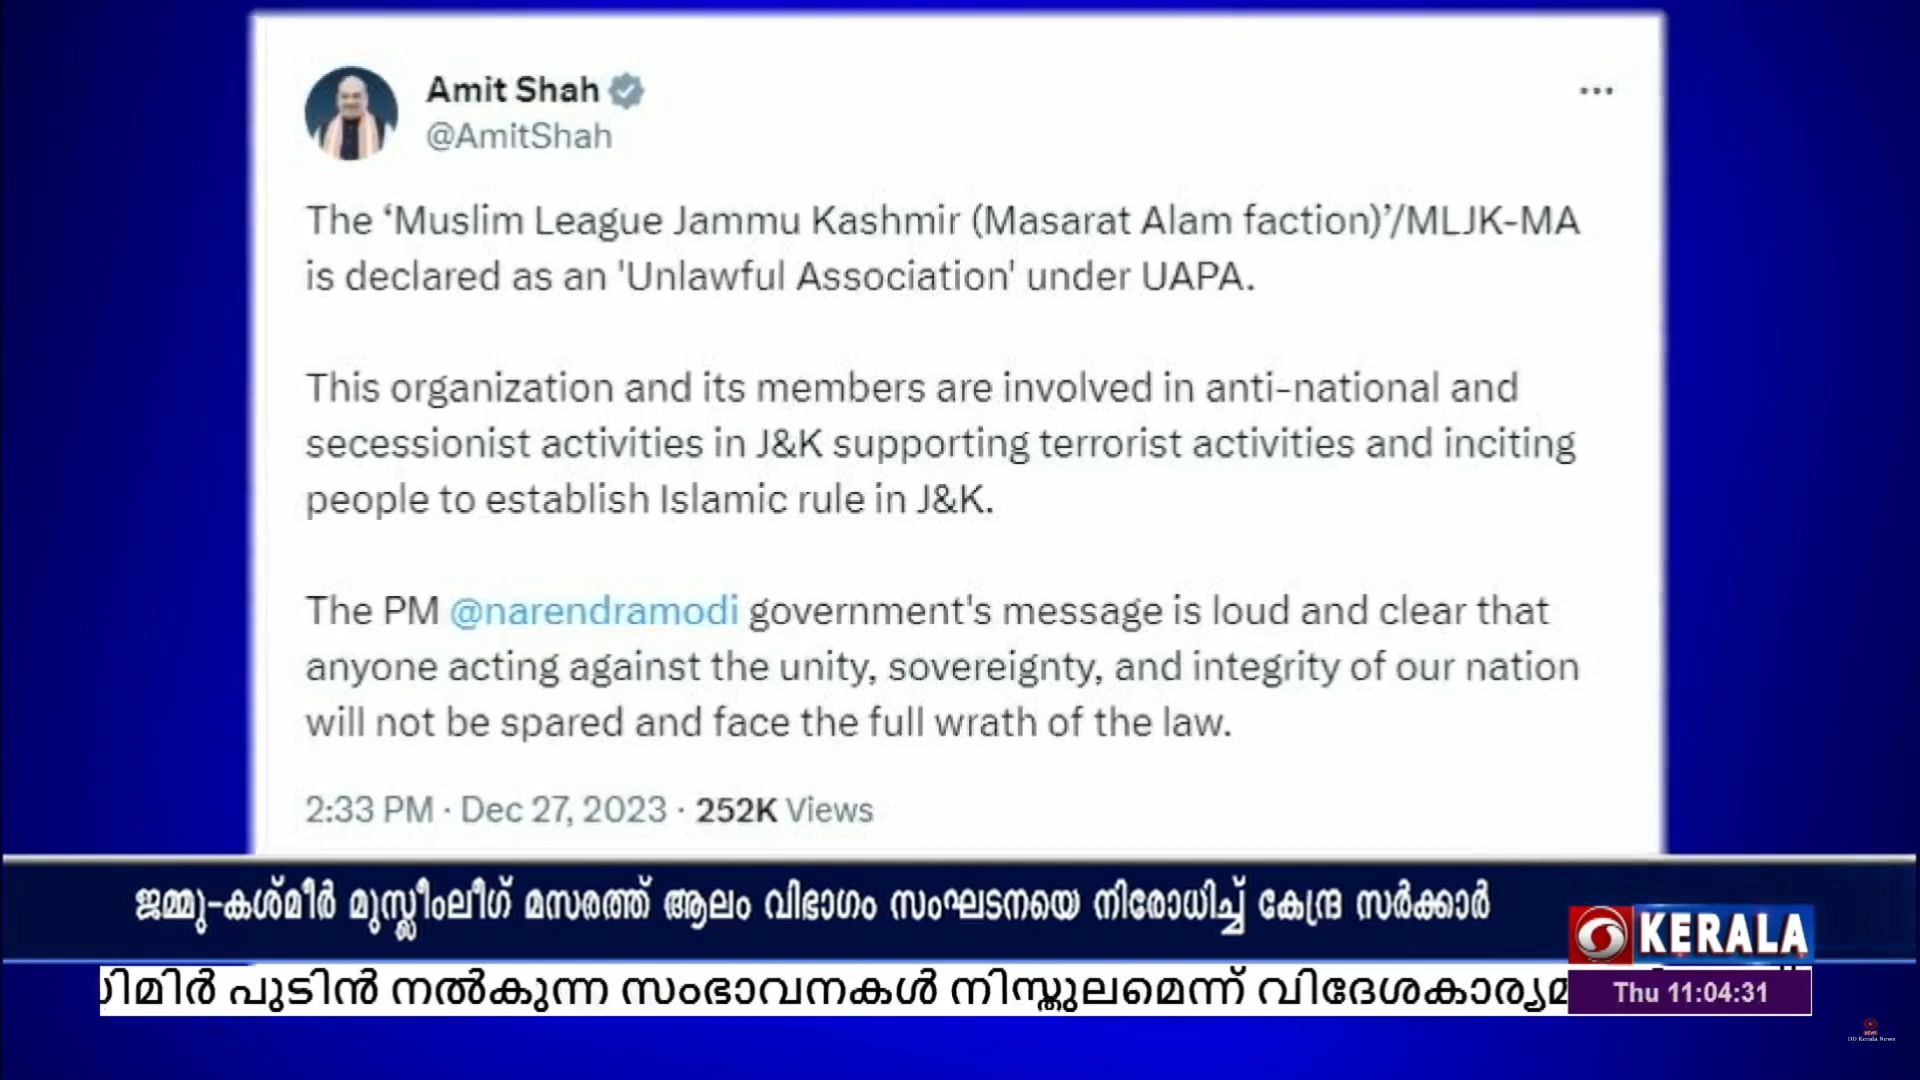 Amit Shah
@AmitShah
The ‘Muslim League Jammu Kashmir (Masarat Alam faction)’/MLJK-MA
is declared as an 'Unlawful Association' under UAPA.
This organization and its members are involved in anti-national and
secessionist activities in J&K supporting terrorist activities and inciting
people to establish Islamic rule in J&K.
The PM @narendramodi government's message is loud and clear that
anyone acting against the unity, sovereignty, and integrity of our nation
will not be spared and face the full wrath of the law.
2:33 PM · Dec 27, 2023 · 252K Views
ജമ്മു-കശ്മീർ മുസ്ലീംലീഗ് മസരത്ത് ആലം വിഭാഗം സംഘടനയെ നിരോധിച്ച് കേന്ദ്ര സർക്കാർ
KERALA
പുടിൻ നൽകുന്ന സംഭാവനകൾ നിസ്തുലമെന്ന്
Thu 11:04:31
NEWS
DD Kerala News